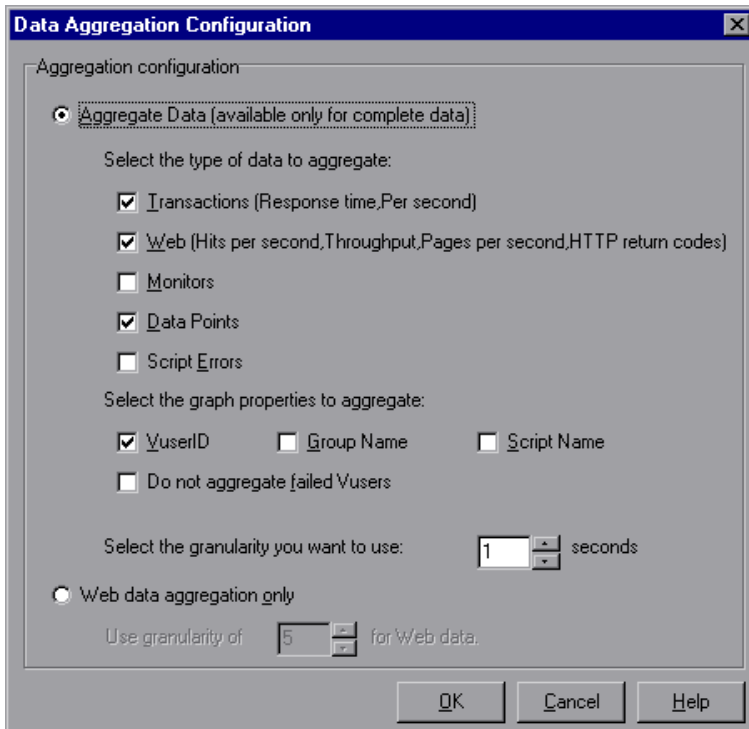 Data Aggregation Configuration
Aggregation configuration
Aggregate Data (available only for complete data)
Select the type of data to aggregate:
Transactions (Response time,Per second)
Web (Hits per second,Throughput,Pages per second,HTTP return codes)
Monitors
Data Points
Script Errors
Select the graph properties to aggregate:
VuserID Group Name Script Name
Do not aggregate failed Vusers
Select the granularity you want to use: 1 seconds
Web data aggregation only
Use granularity of 5 for Web data.
OK Cancel Help